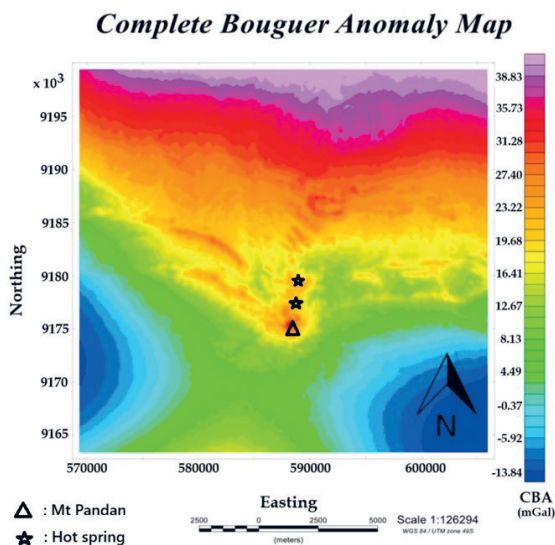 Complete Bouguer Anomaly Map
x 10³
9195
9190
9185
9180
9175
9170
9165
Northing
570000 580000 590000 600000
Easting
N
38.83
35.73
31.28
27.40
23.54
19.68
16.41
12.67
8.13
4.49
-0.37
-5.92
-13.84
CBA
(mGal)
: Mt Pandan
: Hot spring
2500 0 2500 5000
(meters)
Scale 1:126294
WGS 84 / UTM zone 49S